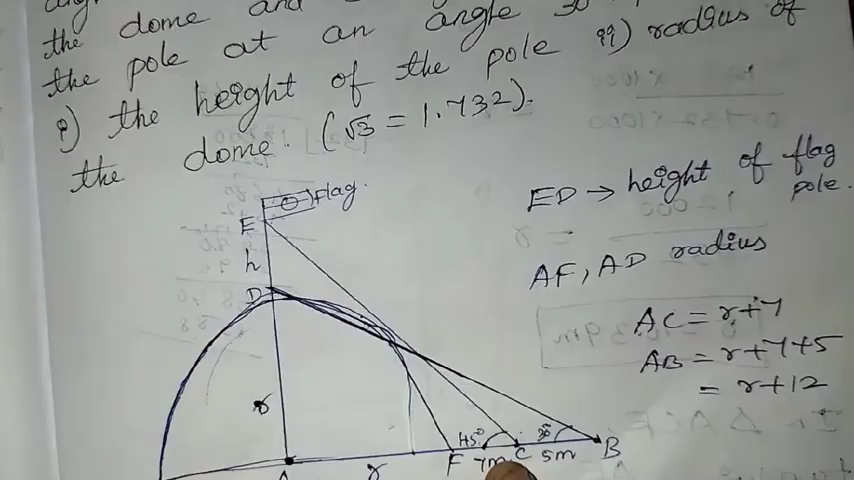 the dome and
the pole at an angle 30
i) the height of the pole ii) radius of
the dome. (√3 = 1.732).
Flag.
E
h
D
r
A
r
F 7m C 5m B
45°
30°
ED → height of flag
pole.
AF, AD radius
AC = r+7
AB = r+7+5
= r+12